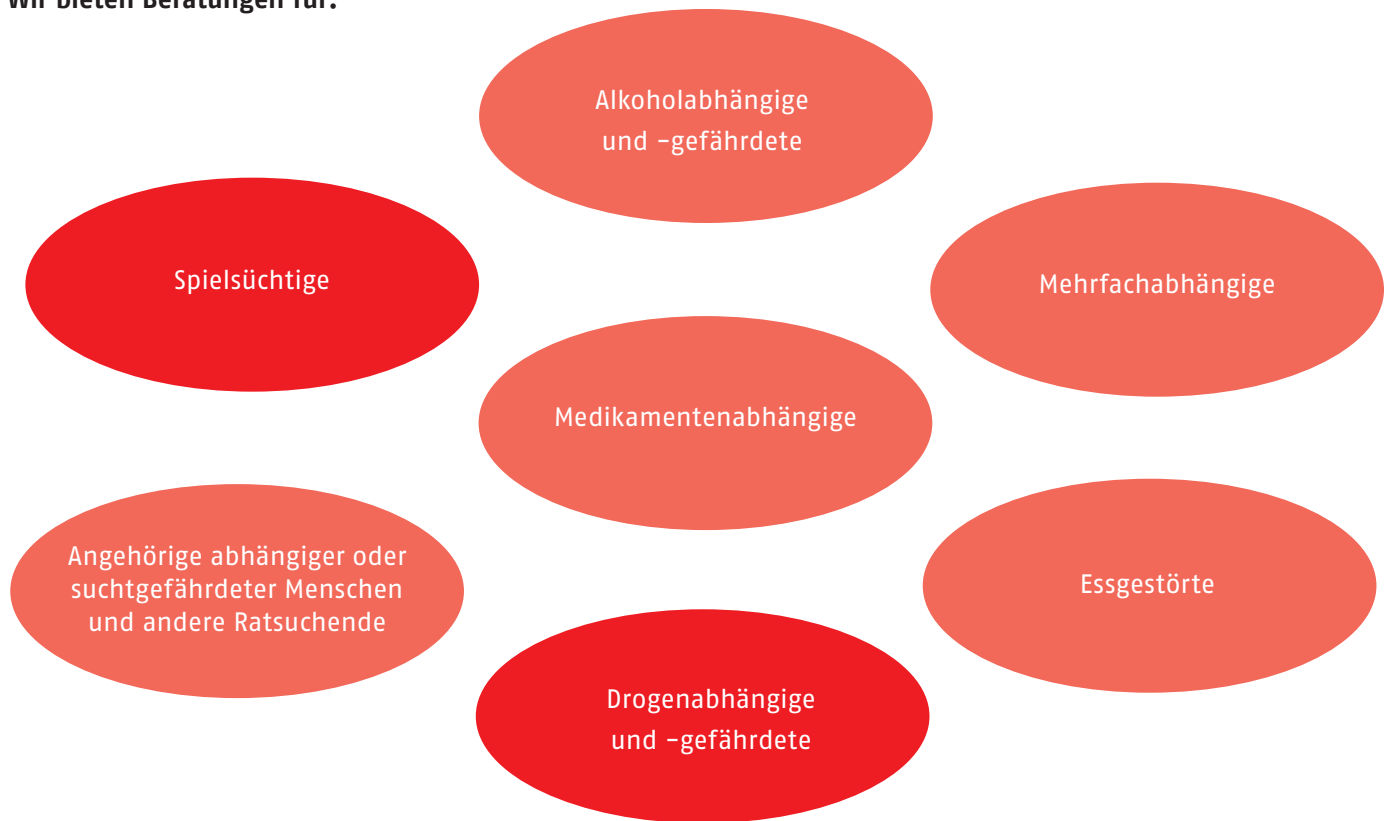 Wir bieten Beratungen für:
Alkoholabhängige
und -gefährdete
Spielsüchtige
Mehrfachabhängige
Medikamentenabhängige
Angehörige abhängiger oder
suchtgefährdeter Menschen
und andere Ratsuchende
Essgestörte
Drogenabhängige
und -gefährdete